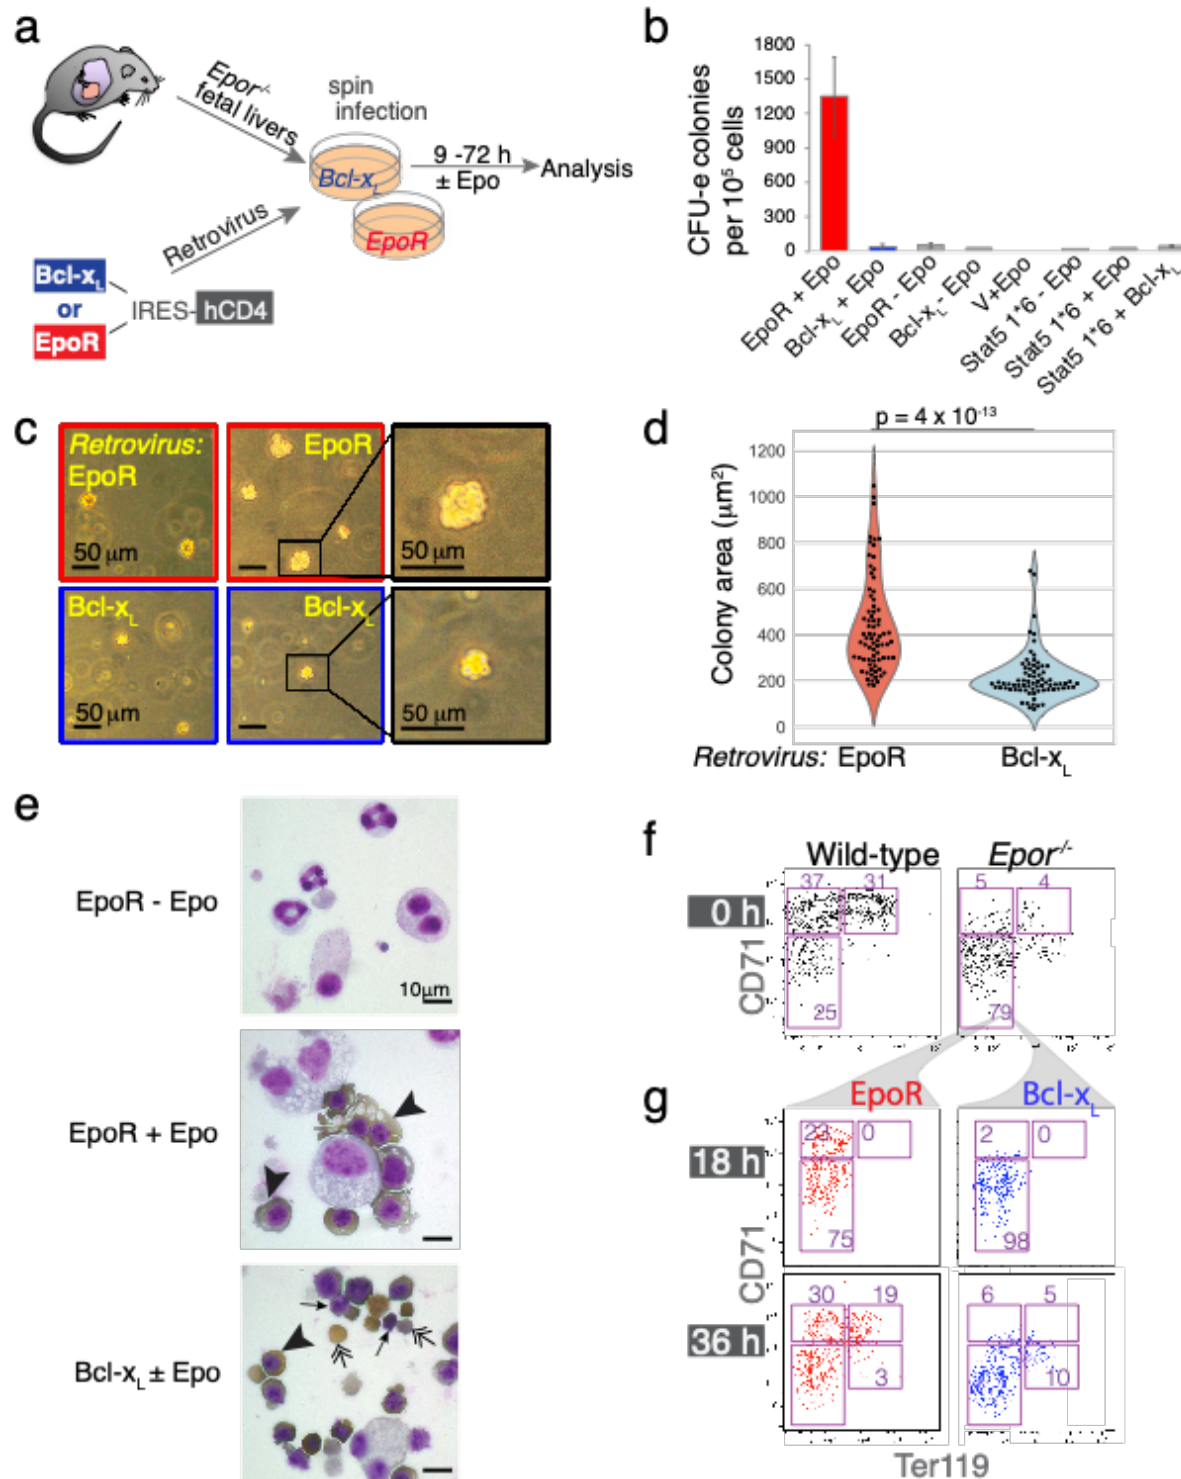 a
Epor-/-
fetal livers
spin
infection
Bcl-xL
EpoR
9 -72 h
± Epo
Analysis
Retrovirus
Bcl-xL
or
EpoR
IRES-hCD4
b
CFU-e colonies
per 10⁵ cells
1800
1500
1200
900
600
300
0
EpoR + Epo
Bcl-xL + Epo
EpoR - Epo
Bcl-xL - Epo
V+Epo
Stat5 1*6 - Epo
Stat5 1*6 + Epo
Stat5 1*6 + Bcl-xL
c
Retrovirus:
EpoR
50 µm
EpoR
50 µm
Bcl-xL
50 µm
Bcl-xL
50 µm
d
p = 4 x 10⁻¹³
Colony area (µm²)
1200
1000
800
600
400
200
0
Retrovirus: EpoR Bcl-xL
e
EpoR - Epo
10µm
EpoR + Epo
Bcl-xL ± Epo
f
Wild-type Epor-/-
0 h
CD71
37 31
25
5 4
79
g
EpoR Bcl-xL
18 h
23 0
75
2 0
98
CD71
36 h
30 19
3
6 5
10
Ter119